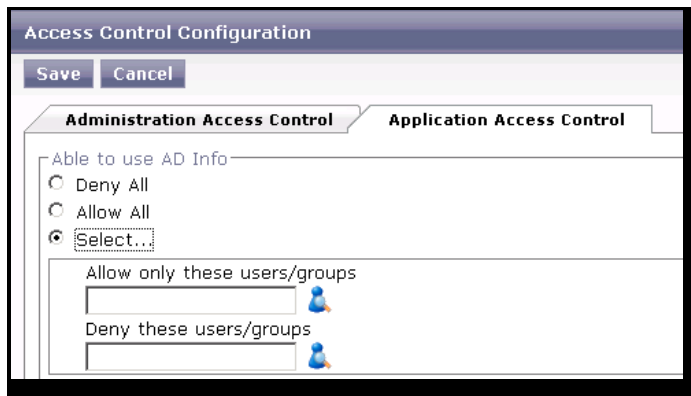 Access Control Configuration
Save Cancel
Administration Access Control Application Access Control
Able to use AD Info
Deny All
Allow All
Select...
Allow only these users/groups
Deny these users/groups